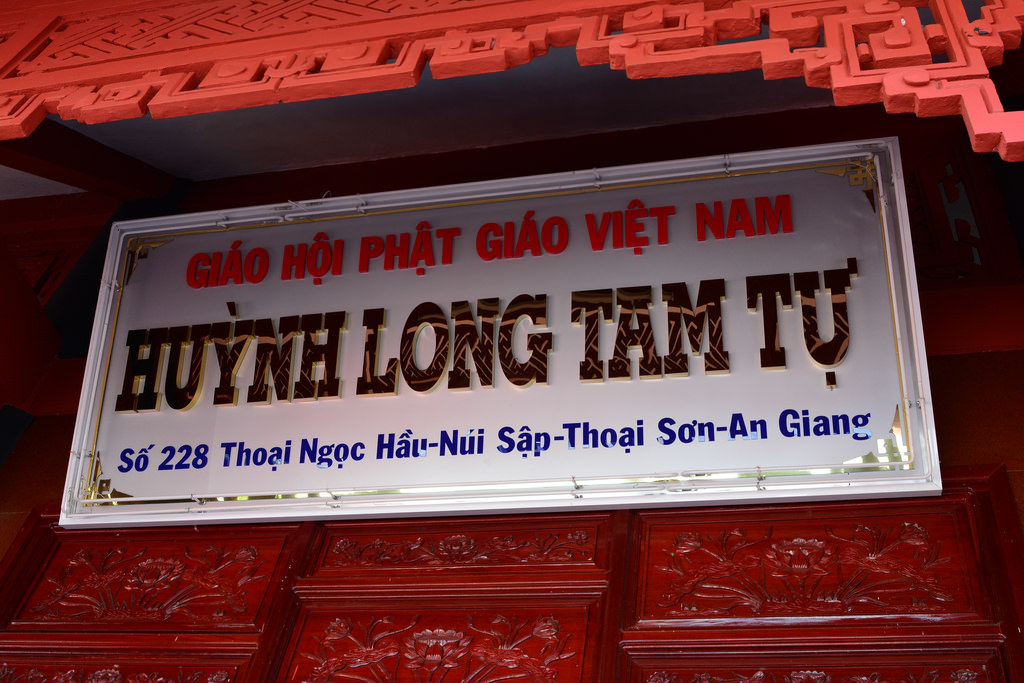 GIÁO HỘI PHẬT GIÁO VIỆT NAM
HUỲNH LONG TAM TỰ
Số 228 Thoại Ngọc Hầu-Núi Sập-Thoại Sơn-An Giang